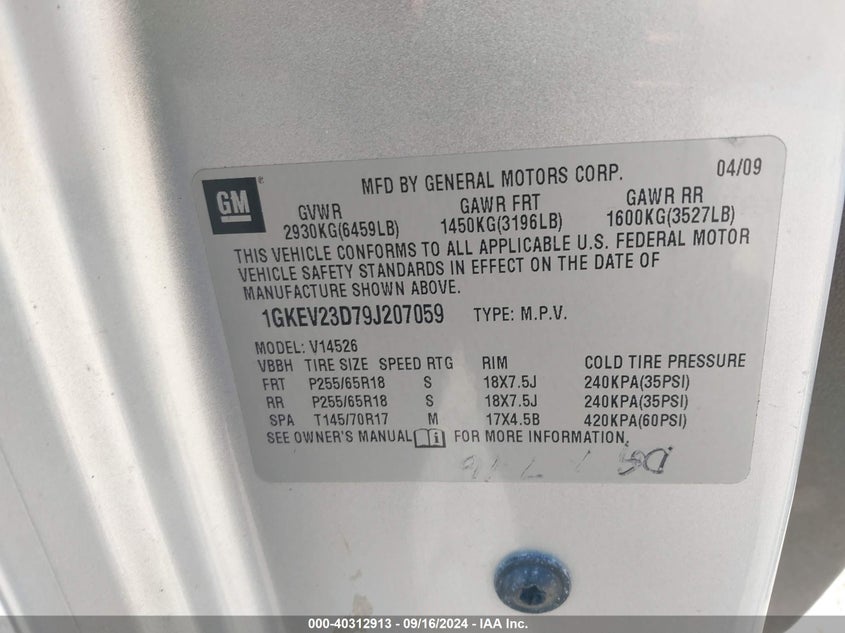 GM ®
MFD BY GENERAL MOTORS CORP. 04/09
GVWR GAWR FRT GAWR RR
2930KG(6459LB) 1450KG(3196LB) 1600KG(3527LB)
THIS VEHICLE CONFORMS TO ALL APPLICABLE U.S. FEDERAL MOTOR
VEHICLE SAFETY STANDARDS IN EFFECT ON THE DATE OF
MANUFACTURE SHOWN ABOVE.
1GKEV23D79J207059 TYPE: M.P.V.
MODEL: V14526
VBBH TIRE SIZE SPEED RTG RIM COLD TIRE PRESSURE
FRT P255/65R18 S 18X7.5J 240KPA(35PSI)
RR P255/65R18 S 18X7.5J 240KPA(35PSI)
SPA T145/70R17 M 17X4.5B 420KPA(60PSI)
SEE OWNER'S MANUAL FOR MORE INFORMATION.
000-40312913 - 09/16/2024 - IAA Inc.